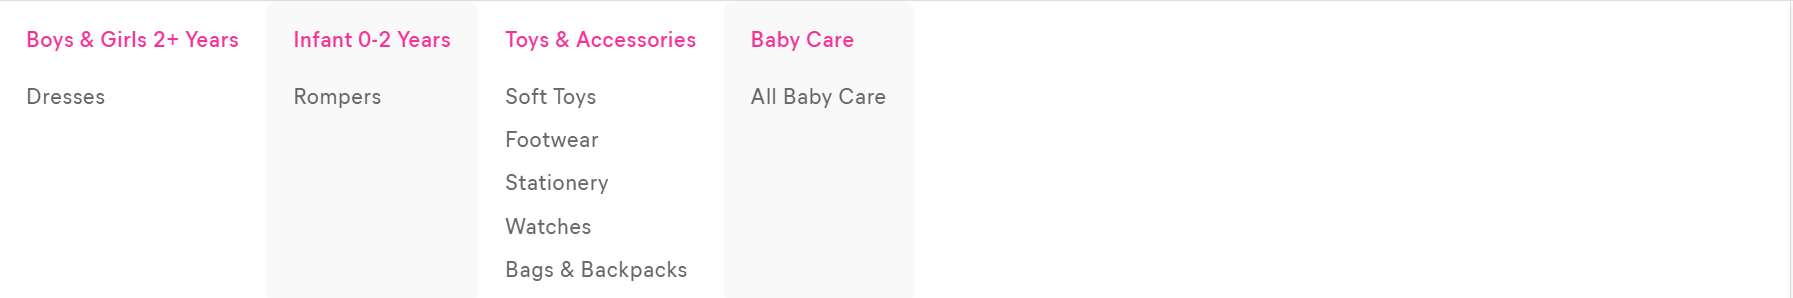 Boys & Girls 2+ Years
Dresses
Infant 0-2 Years
Rompers
Toys & Accessories
Soft Toys
Footwear
Stationery
Watches
Bags & Backpacks
Baby Care
All Baby Care